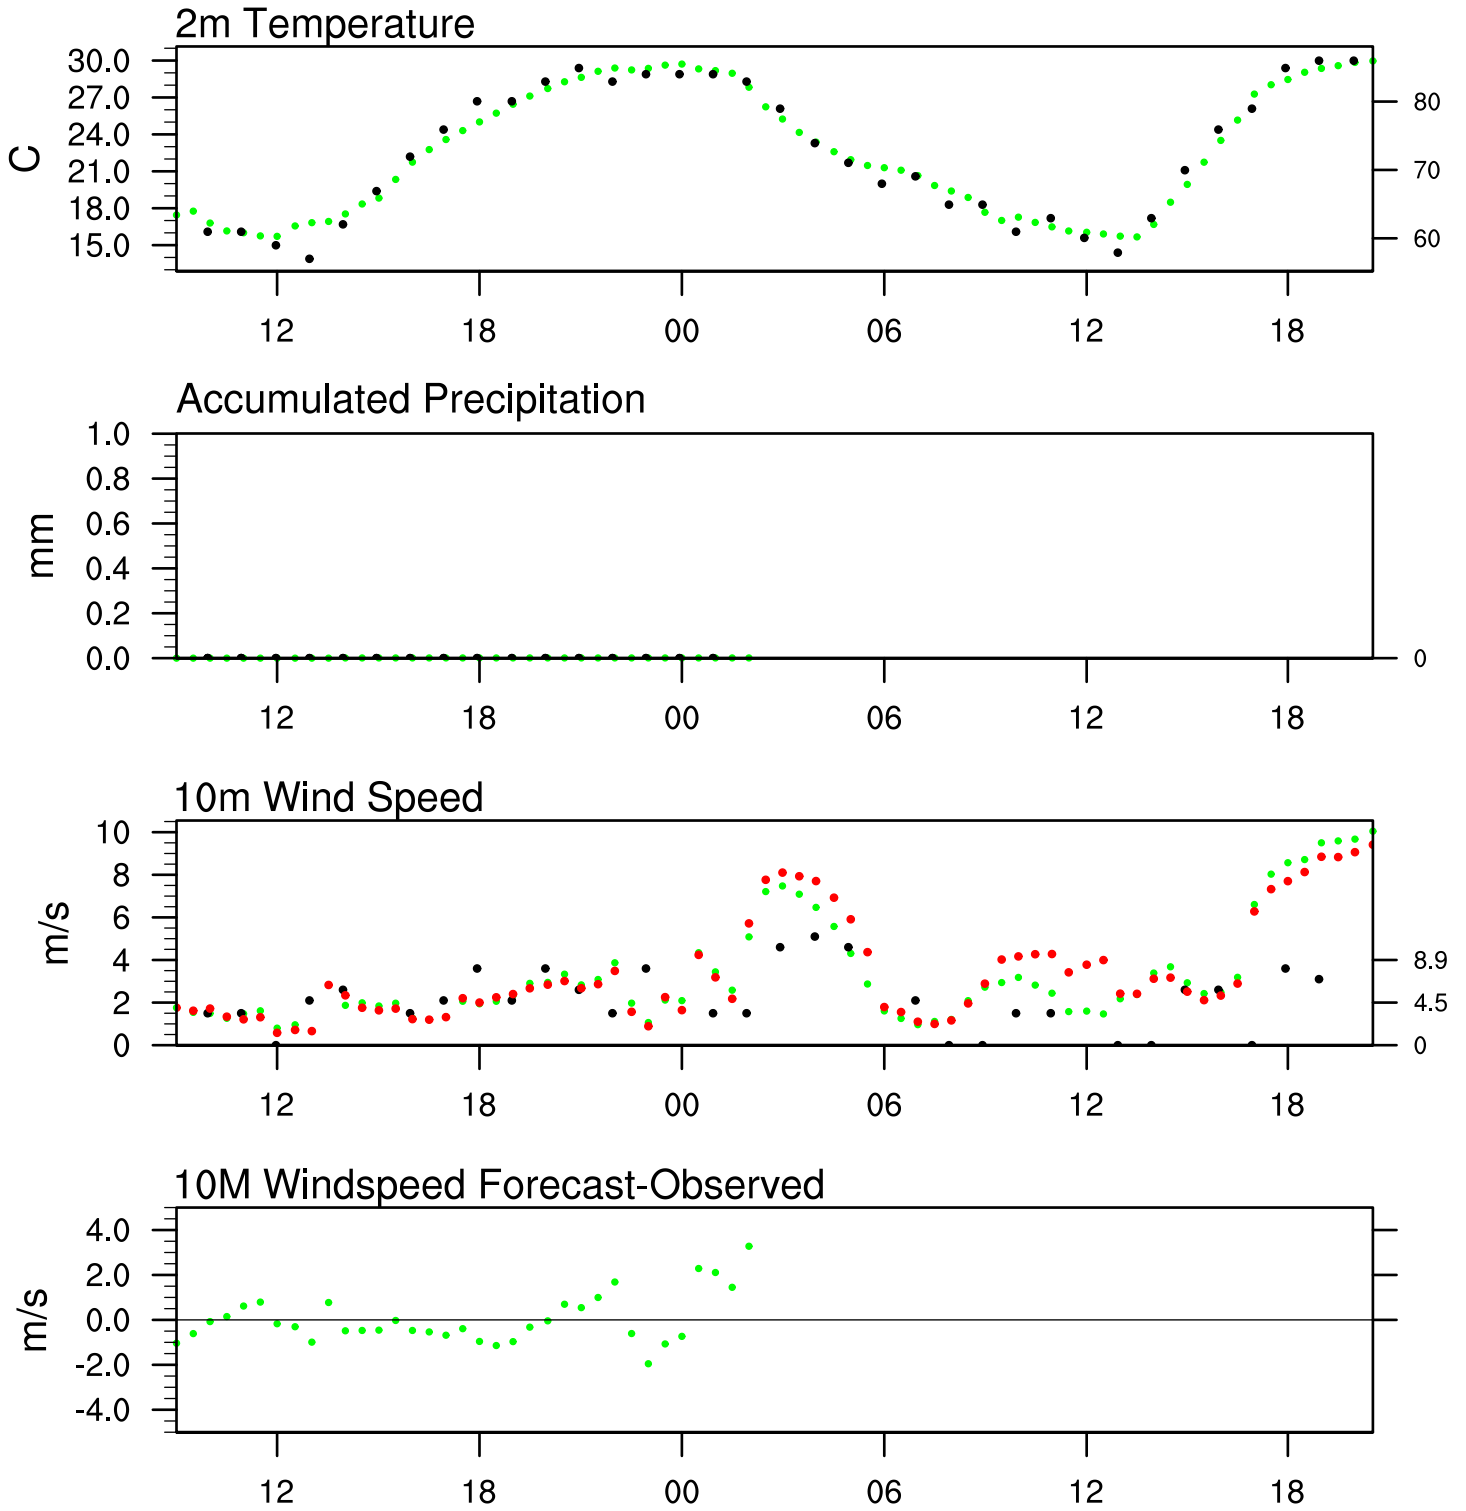 2m Temperature
30.0
27.0
24.0
21.0
18.0
15.0
C
80
70
60
12 18 00 06 12 18
Accumulated Precipitation
1.0
0.8
0.6
0.4
0.2
0.0
mm
0
12 18 00 06 12 18
10m Wind Speed
10
8
6
4
2
0
m/s
8.9
4.5
0
12 18 00 06 12 18
10M Windspeed Forecast-Observed
4.0
2.0
0.0
-2.0
-4.0
m/s
12 18 00 06 12 18